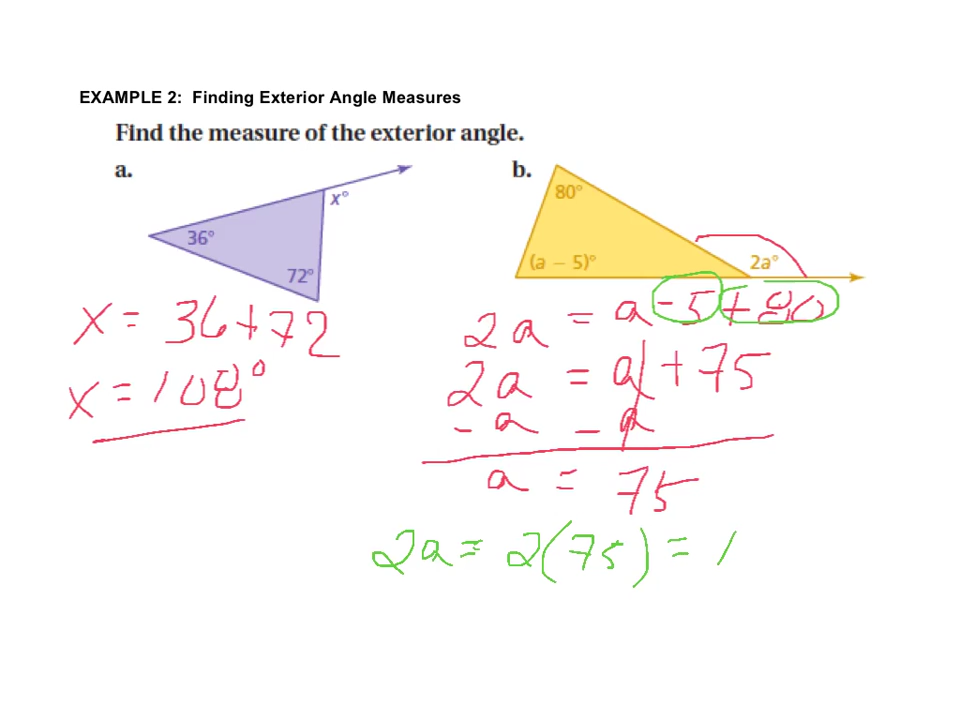 EXAMPLE 2: Finding Exterior Angle Measures
Find the measure of the exterior angle.
a.
36°
72°
x°
x = 36+72
x = 108°
b.
80°
(a – 5)°
2a°
2a = a - 5 + 80
2a = a + 75
- a - a
a = 75
2a = 2(75) = 1